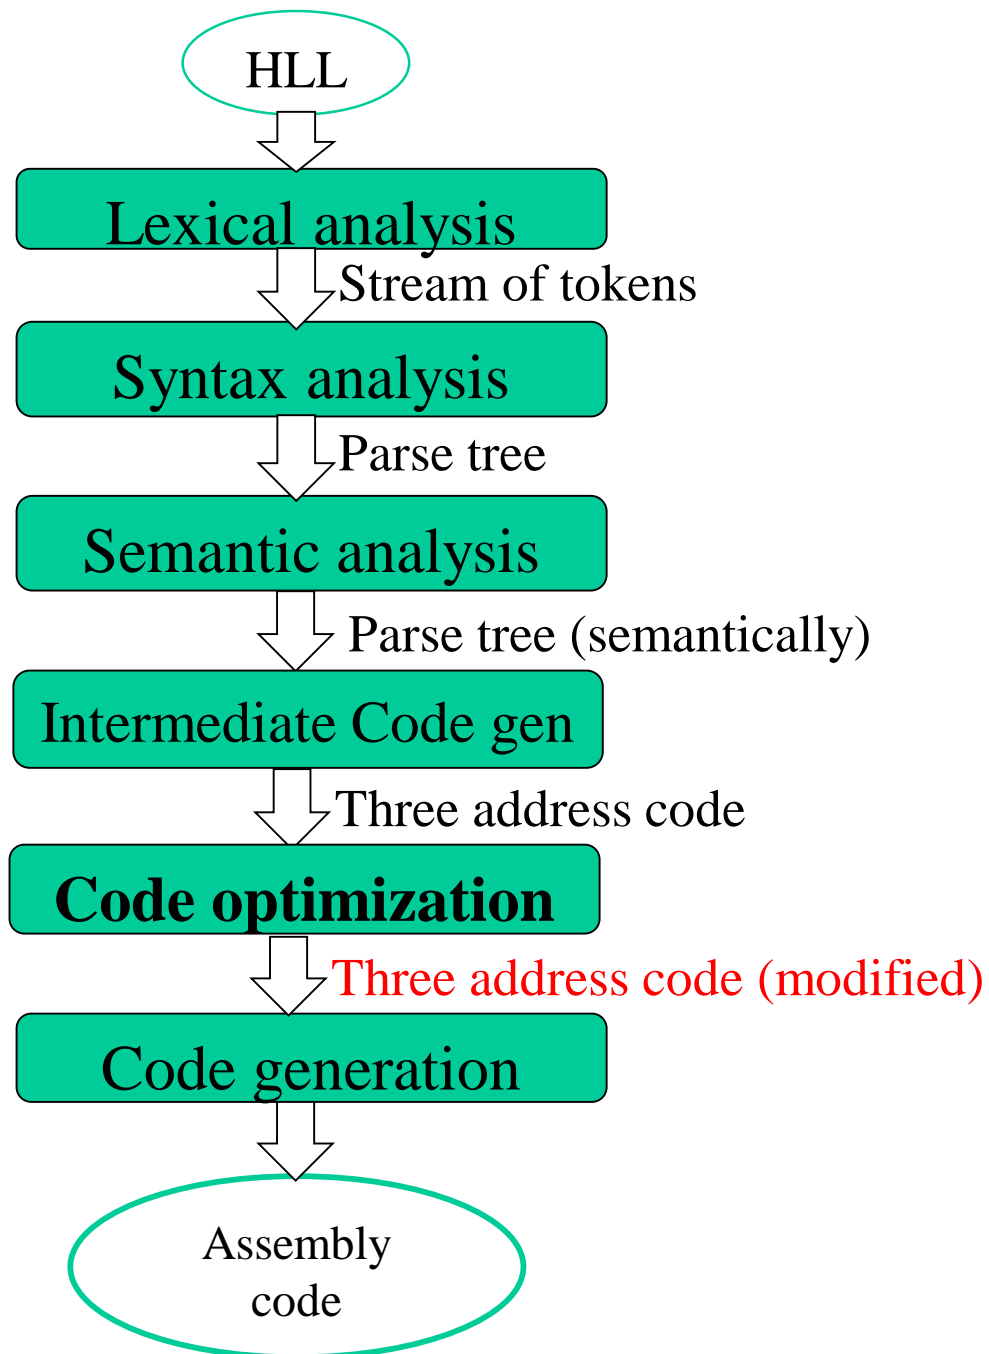 HLL
Lexical analysis
Stream of tokens
Syntax analysis
Parse tree
Semantic analysis
Parse tree (semantically)
Intermediate Code gen
Three address code
Code optimization
Three address code (modified)
Code generation
Assembly
code